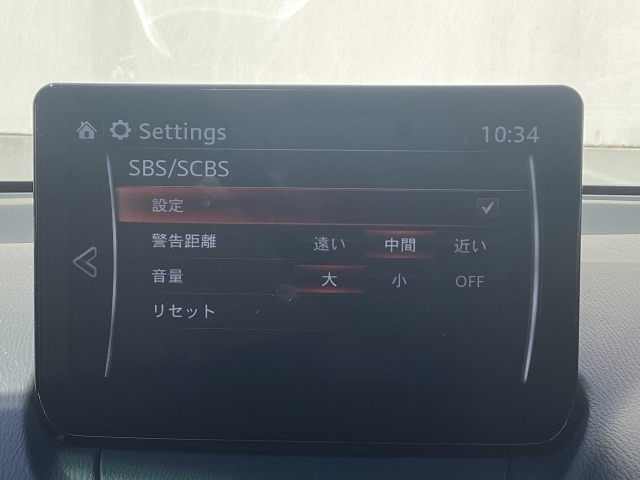 Settings 10:34
SBS/SCBS
設定
警告距離 遠い 中間 近い
音量 大 小 OFF
リセット